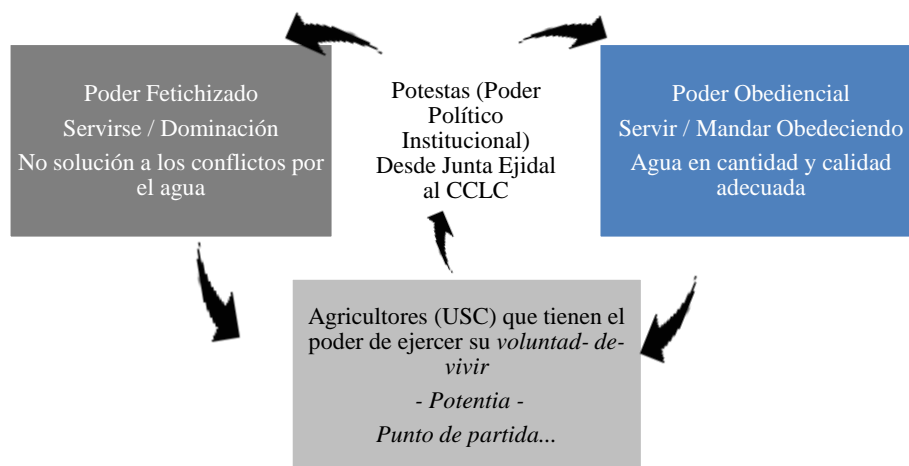 Poder Fetichizado
Servirse / Dominación
No solución a los conflictos por
el agua
Potestas (Poder
Político
Institucional)
Desde Junta Ejidal
al CCLC
Poder Obediencial
Servir / Mandar Obedeciendo
Agua en cantidad y calidad
adecuada
Agricultores (USC) que tienen el
poder de ejercer su voluntad- de-
vivir
- Potentia -
Punto de partida...